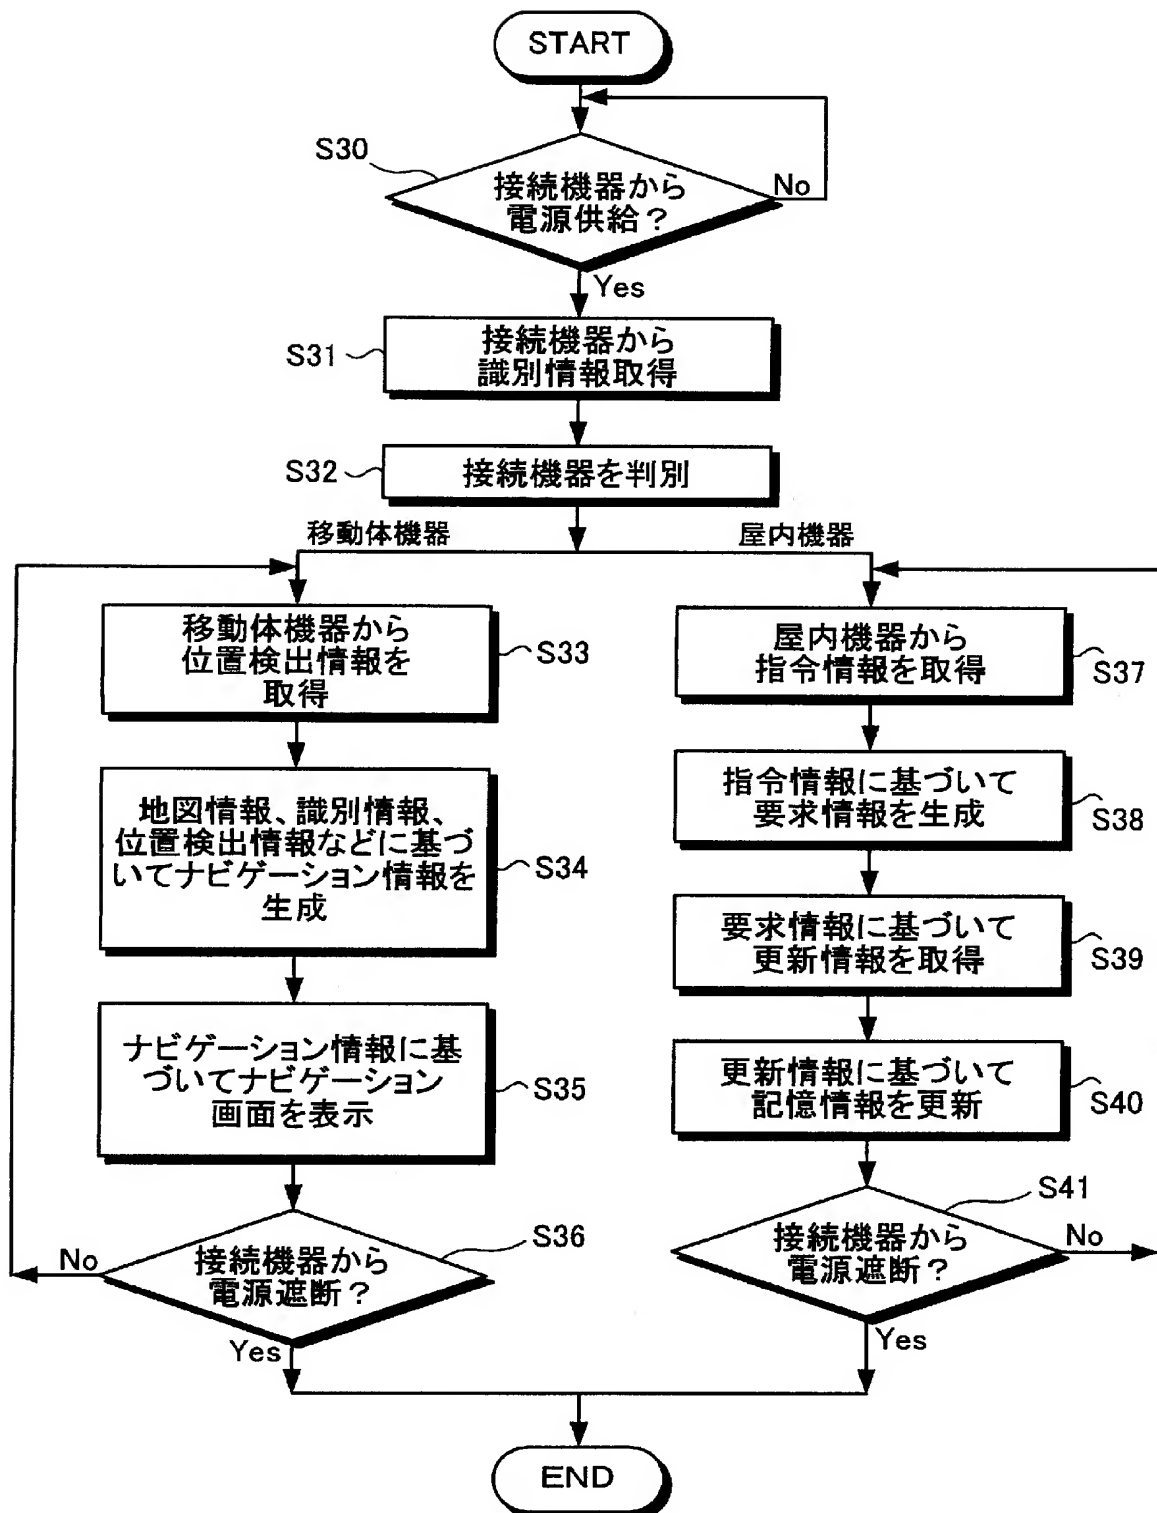 START
S30
接続機器から
電源供給？
No
Yes
S31
接続機器から
識別情報取得
S32
接続機器を判別
移動体機器
屋内機器
移動体機器から
位置検出情報を
取得
S33
地図情報、識別情報、
位置検出情報などに基づ
いてナビゲーション情報を
生成
S34
ナビゲーション情報に基
づいてナビゲーション
画面を表示
S35
接続機器から
電源遮断？
S36
No
Yes
屋内機器から
指令情報を取得
S37
指令情報に基づいて
要求情報を生成
S38
要求情報に基づいて
更新情報を取得
S39
更新情報に基づいて
記憶情報を更新
S40
S41
接続機器から
電源遮断？
No
Yes
END